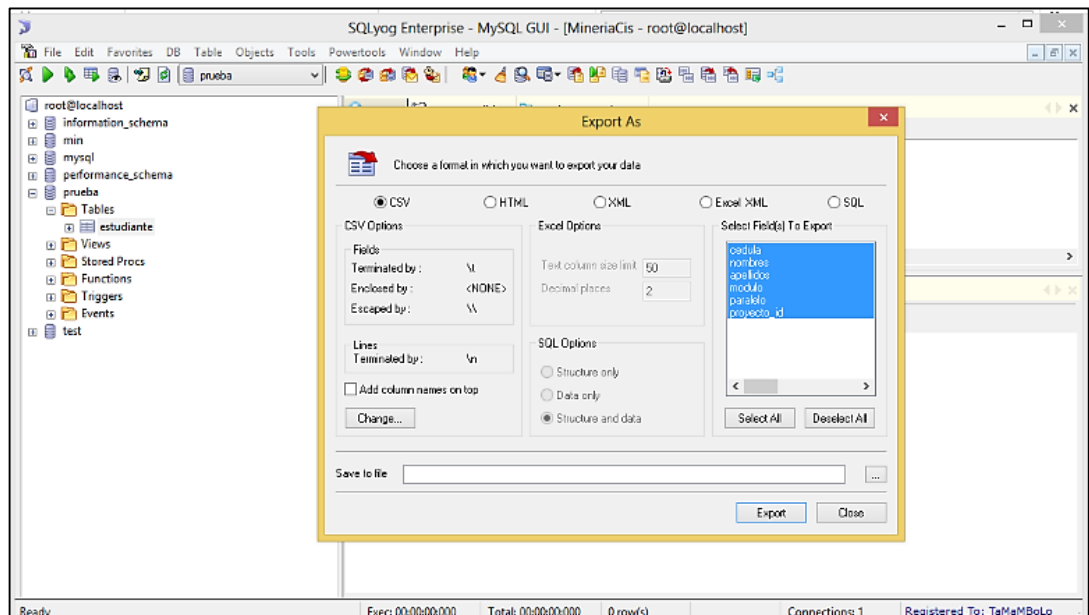 SQLyog Enterprise - MySQL GUI - [MineriaCis - root@localhost]
File Edit Favorites DB Table Objects Tools Powertools Window Help
prueba
root@localhost
information_schema
min
mysql
performance_schema
prueba
Tables
estudiante
Views
Stored Procs
Functions
Triggers
Events
test
Export As
Choose a format in which you want to export your data
CSV HTML XML Excel XML SQL
CSV Options
Fields
Terminated by : \t
Enclosed by : <NONE>
Escaped by : \\
Lines
Terminated by : \n
Add column names on top
Change...
Excel Options
Text column size limit 50
Decimal places 2
SQL Options
Structure only
Data only
Structure and data
Select Field(s) To Export
cedula
nombres
apellidos
modulo
paralelo
proyecto_id
Select All Deselect All
Save to file ...
Export Close
Ready Exec: 00:00:00:000 Total: 00:00:00:000 0 row(s) Connections: 1 Registered To: TaMaMBoLo